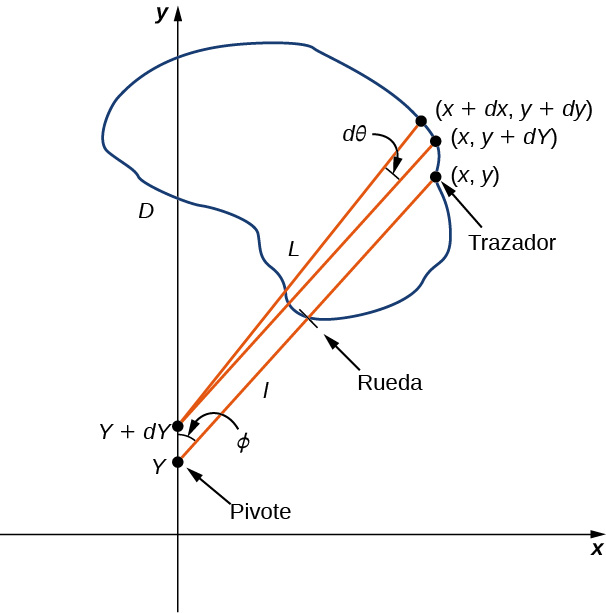 y
(x + dx, y + dy)
dθ
(x, y + dY)
(x, y)
D
Trazador
L
Rueda
l
Y + dY
ϕ
Y
Pivote
x